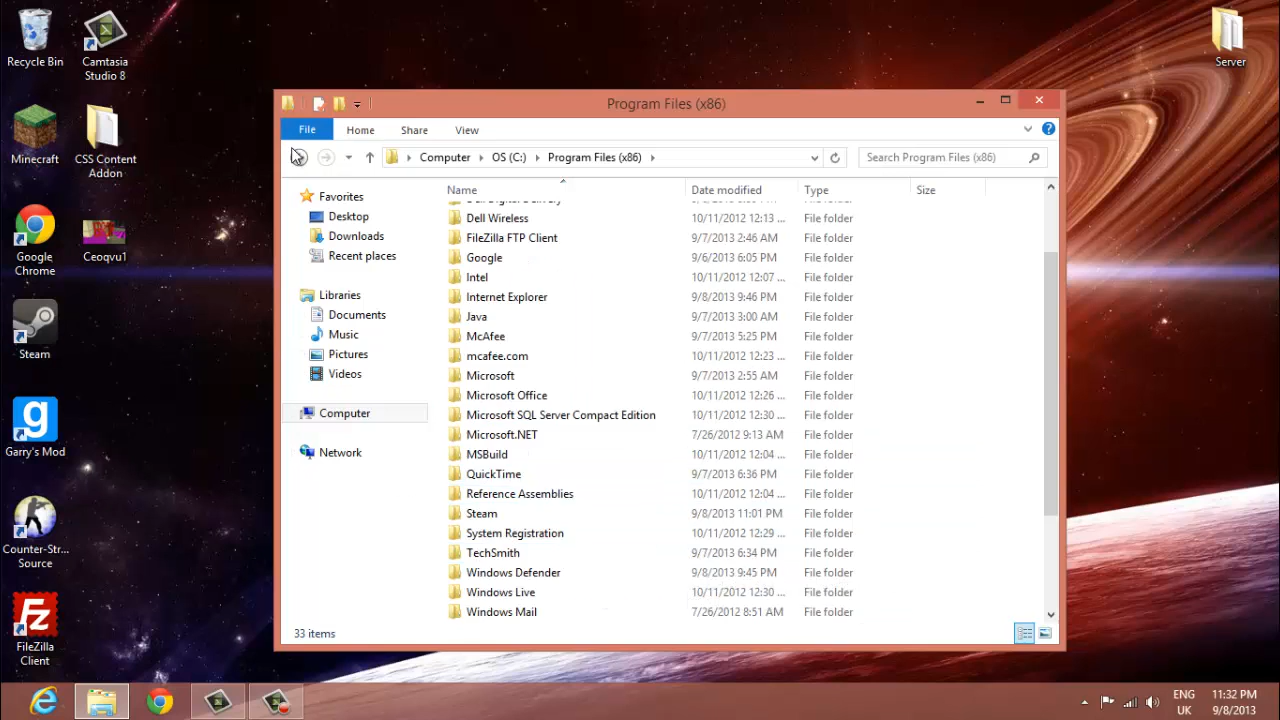 Recycle Bin
Camtasia
Studio 8
Minecraft
CSS Content
Addon
Google
Chrome
Ceoqvu1
Steam
Garry's Mod
Counter-Str...
Source
FileZilla
Client
Server
Program Files (x86)
File Home Share View
Computer OS (C:) Program Files (x86)
Search Program Files (x86)
Favorites
Desktop
Downloads
Recent places
Libraries
Documents
Music
Pictures
Videos
Computer
Network
Name Date modified Type Size
Dell Wireless 10/11/2012 12:13 ... File folder
FileZilla FTP Client 9/7/2013 2:46 AM File folder
Google 9/6/2013 6:05 PM File folder
Intel 10/11/2012 12:07 ... File folder
Internet Explorer 9/8/2013 9:46 PM File folder
Java 9/7/2013 3:00 AM File folder
McAfee 9/7/2013 5:25 PM File folder
mcafee.com 10/11/2012 12:23 ... File folder
Microsoft 9/7/2013 2:55 AM File folder
Microsoft Office 10/11/2012 12:26 ... File folder
Microsoft SQL Server Compact Edition 10/11/2012 12:30 ... File folder
Microsoft.NET 7/26/2012 9:13 AM File folder
MSBuild 10/11/2012 12:04 ... File folder
QuickTime 9/7/2013 6:36 PM File folder
Reference Assemblies 10/11/2012 12:04 ... File folder
Steam 9/8/2013 11:01 PM File folder
System Registration 10/11/2012 12:29 ... File folder
TechSmith 9/7/2013 6:34 PM File folder
Windows Defender 9/8/2013 9:45 PM File folder
Windows Live 10/11/2012 12:30 ... File folder
Windows Mail 7/26/2012 8:51 AM File folder
33 items
ENG
UK
11:32 PM
9/8/2013